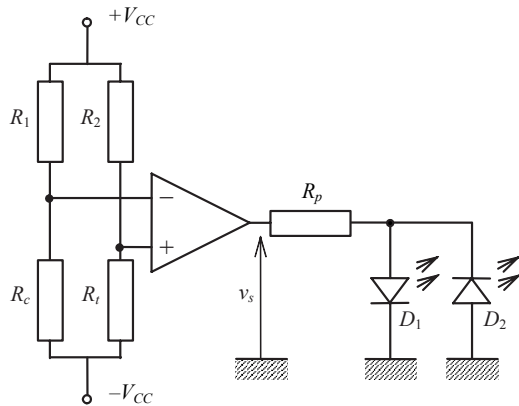 +V_CC
R_1
R_2
−
R_p
+
R_c
R_t
v_s
D_1
D_2
−V_CC